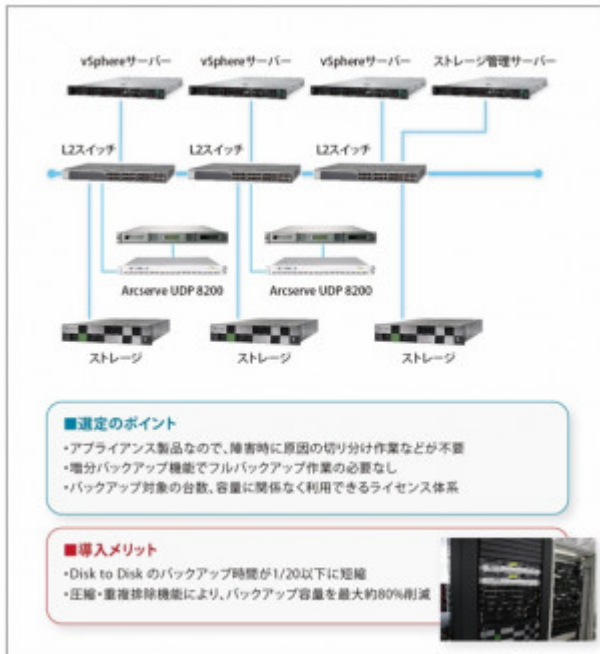 vSphereサーバー
vSphereサーバー
vSphereサーバー
ストレージ管理サーバー
L2スイッチ
L2スイッチ
L2スイッチ
Arcserve UDP 8200
Arcserve UDP 8200
ストレージ
ストレージ
ストレージ
■選定のポイント
・アプライアンス製品なので、障害時に原因の切り分け作業などが不要
・増分バックアップ機能でフルバックアップ作業の必要なし
・バックアップ対象の台数、容量に関係なく利用できるライセンス体系
■導入メリット
・Disk to Disk のバックアップ時間が1/20以下に短縮
・圧縮・重複排除機能により、バックアップ容量を最大約80%削減